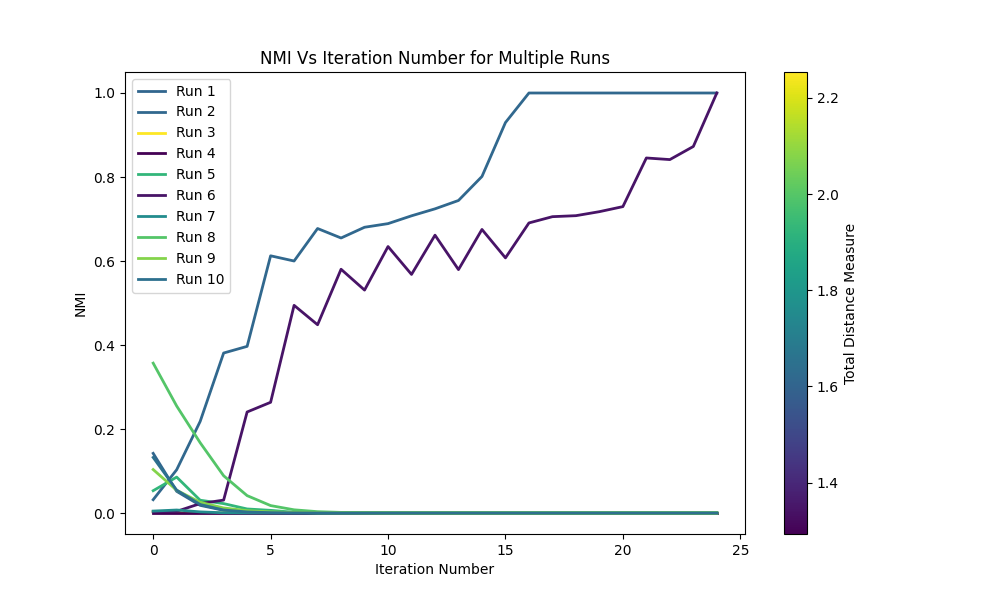 NMI Vs Iteration Number for Multiple Runs
NMI
1.0
0.8
0.6
0.4
0.2
0.0
Run 1
Run 2
Run 3
Run 4
Run 5
Run 6
Run 7
Run 8
Run 9
Run 10
0 5 10 15 20 25
Iteration Number
2.2
2.0
1.8
1.6
1.4
Total Distance Measure